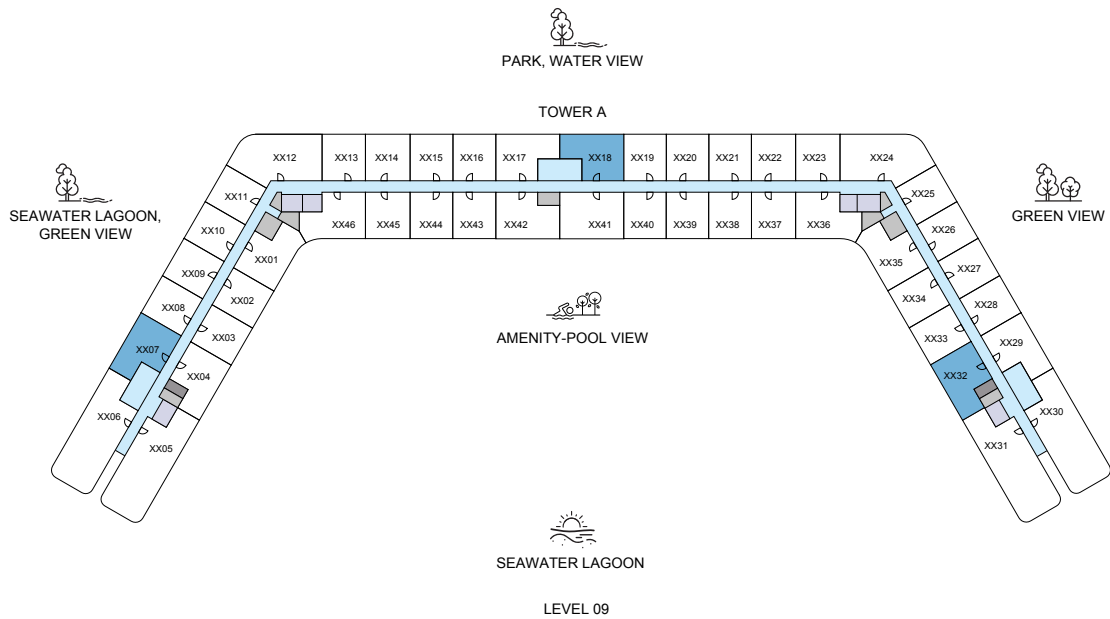 PARK, WATER VIEW
TOWER A
SEAWATER LAGOON,
GREEN VIEW
GREEN VIEW
XX12 XX13 XX14 XX15 XX16 XX17 XX18 XX19 XX20 XX21 XX22 XX23 XX24
XX11 XX25
XX46 XX45 XX44 XX43 XX42 XX41 XX40 XX39 XX38 XX37 XX36
XX10 XX26
XX01 XX35
XX09 XX27
XX02 XX34
XX08 XX28
XX03 XX33
XX07 XX29
XX04 XX32
XX06 XX30
XX05 XX31
AMENITY-POOL VIEW
SEAWATER LAGOON
LEVEL 09